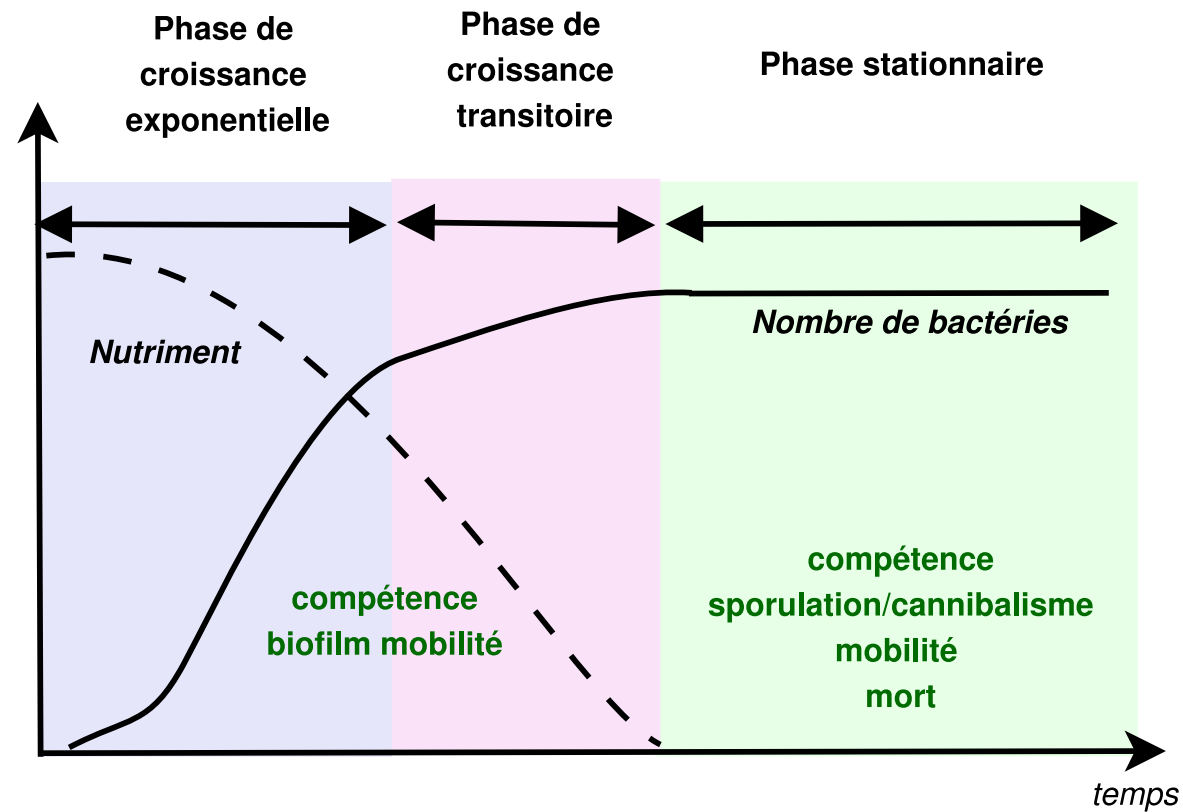 Phase de
croissance
exponentielle
Phase de
croissance
transitoire
Phase stationnaire
Nutriment
Nombre de bactéries
compétence
biofilm mobilité
compétence
sporulation/cannibalisme
mobilité
mort
temps